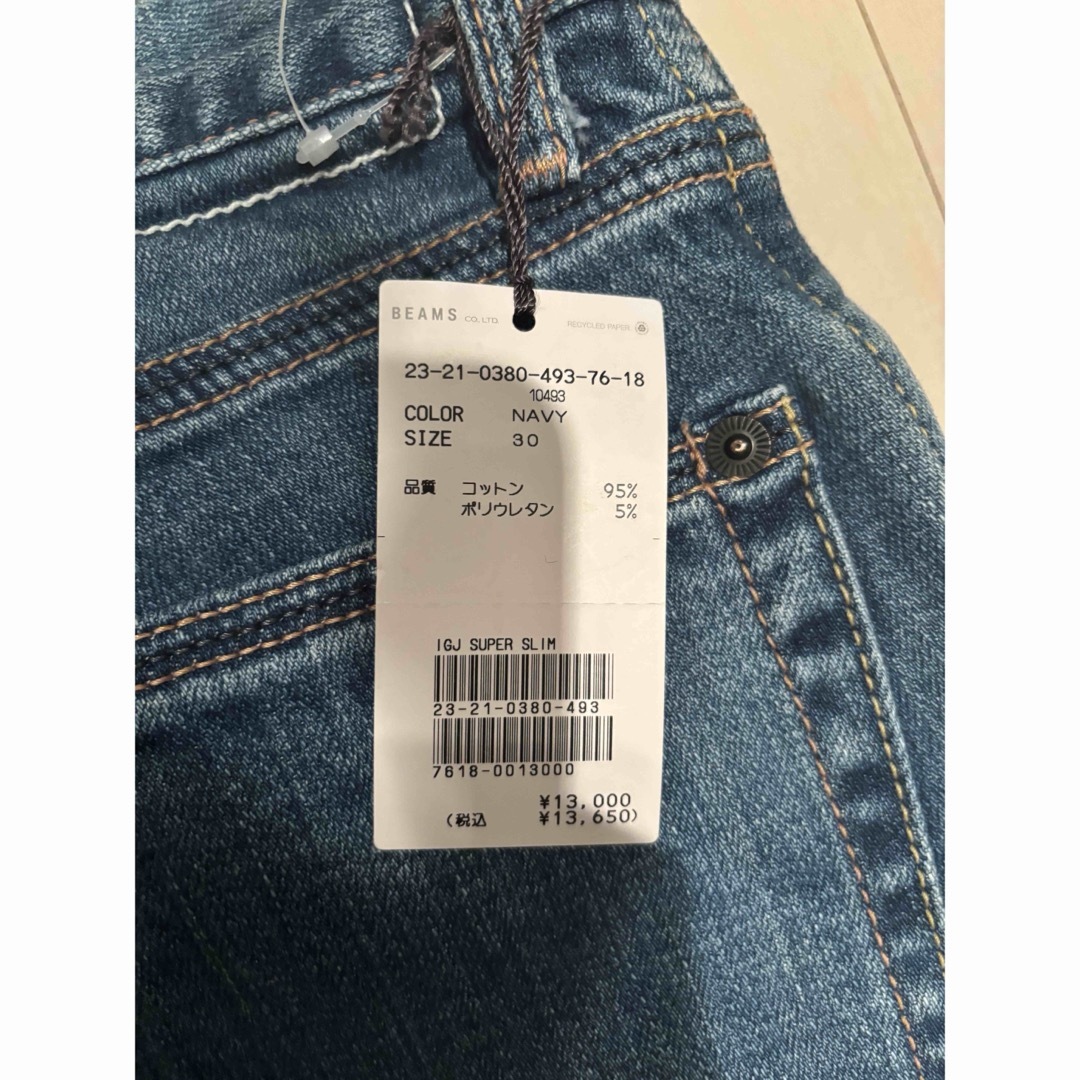 BEAMS CO., LTD. RECYCLED PAPER
23-21-0380-493-76-18
10493
COLOR NAVY
SIZE 30
品質 コットン 95%
ポリウレタン 5%
IGJ SUPER SLIM
23-21-0380-493
7618-0013000
¥13,000
(税込 ¥13,650)